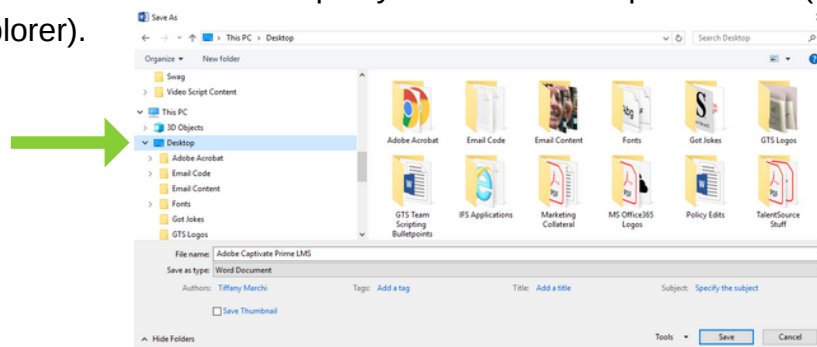 plorer).
Save As
This PC › Desktop
Search Desktop
Organize
New folder
Swag
Video Script Content
This PC
3D Objects
Desktop
Adobe Acrobat
Email Code
Email Content
Fonts
Got Jokes
GTS Logos
Adobe Acrobat
Email Code
Email Content
Fonts
Got Jokes
GTS Logos
GTS Team
Scripting
Bulletpoints
IFS Applications
Marketing
Collateral
MS Office365
Logos
Policy Edits
TalentSource
Stuff
File name: Adobe Captivate Prime LMS
Save as type: Word Document
Authors: Tiffany Marchi Tags: Add a tag Title: Add a title Subject: Specify the subject
Save Thumbnail
Hide Folders
Tools Save Cancel